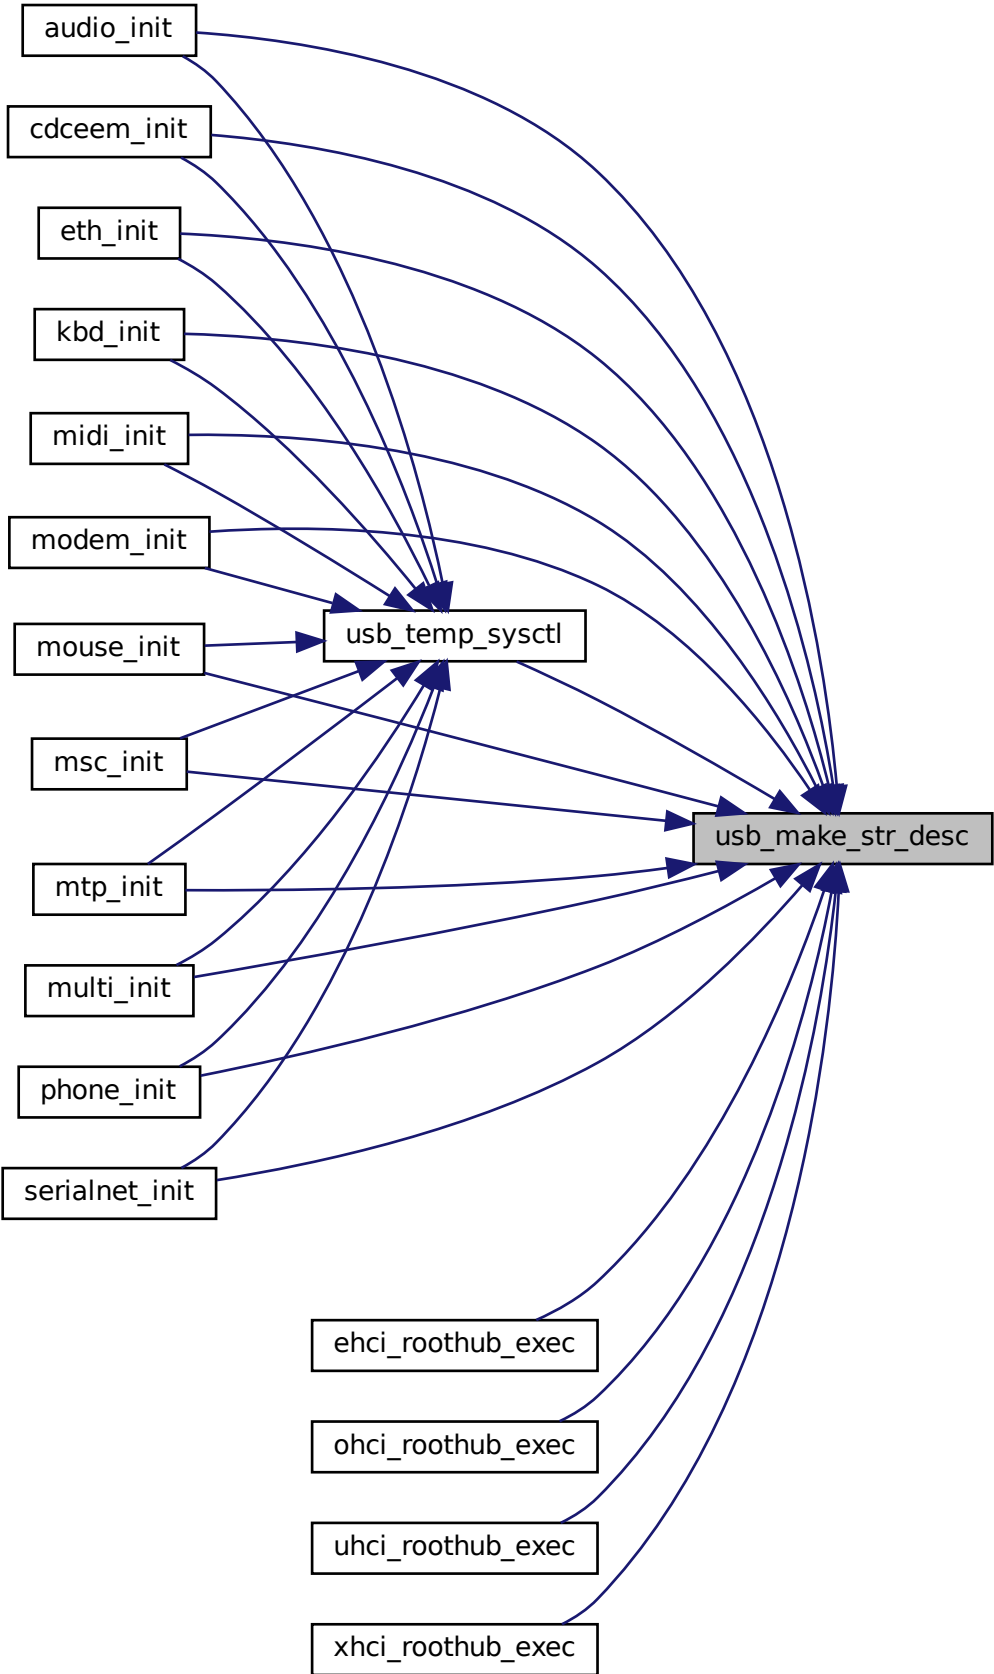 audio_init
cdceem_init
eth_init
kbd_init
midi_init
modem_init
usb_temp_sysctl
mouse_init
msc_init
usb_make_str_desc
mtp_init
multi_init
phone_init
serialnet_init
ehci_roothub_exec
ohci_roothub_exec
uhci_roothub_exec
xhci_roothub_exec